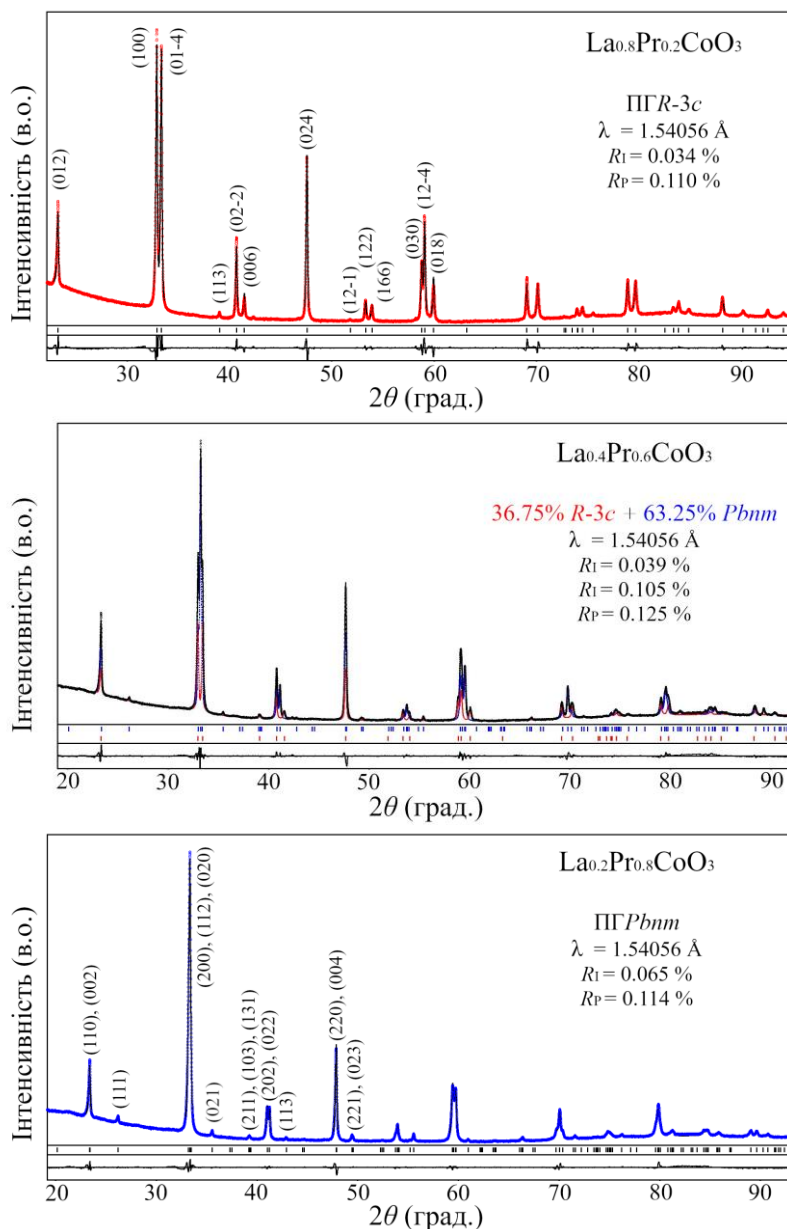 La0.8Pr0.2CoO3
ПГR-3c
λ = 1.54056 Å
RI = 0.034 %
RP = 0.110 %
Інтенсивність (в.о.)
(012)
(100)
(01-4)
(113)
(02-2)
(006)
(024)
(12-1)
(122)
(166)
(030)
(12-4)
(018)
30 40 50 60 70 80 90
2θ (град.)
La0.4Pr0.6CoO3
36.75% R-3c + 63.25% Pbnm
λ = 1.54056 Å
RI = 0.039 %
RI = 0.105 %
RP = 0.125 %
Інтенсивність (в.о.)
20 30 40 50 60 70 80 90
2θ (град.)
La0.2Pr0.8CoO3
ПГPbnm
λ = 1.54056 Å
RI = 0.065 %
RP = 0.114 %
Інтенсивність (в.о.)
(110), (002)
(111)
(200), (112), (020)
(021)
(211), (103), (131)
(202), (022)
(113)
(220), (004)
(221), (023)
20 30 40 50 60 70 80 90
2θ (град.)